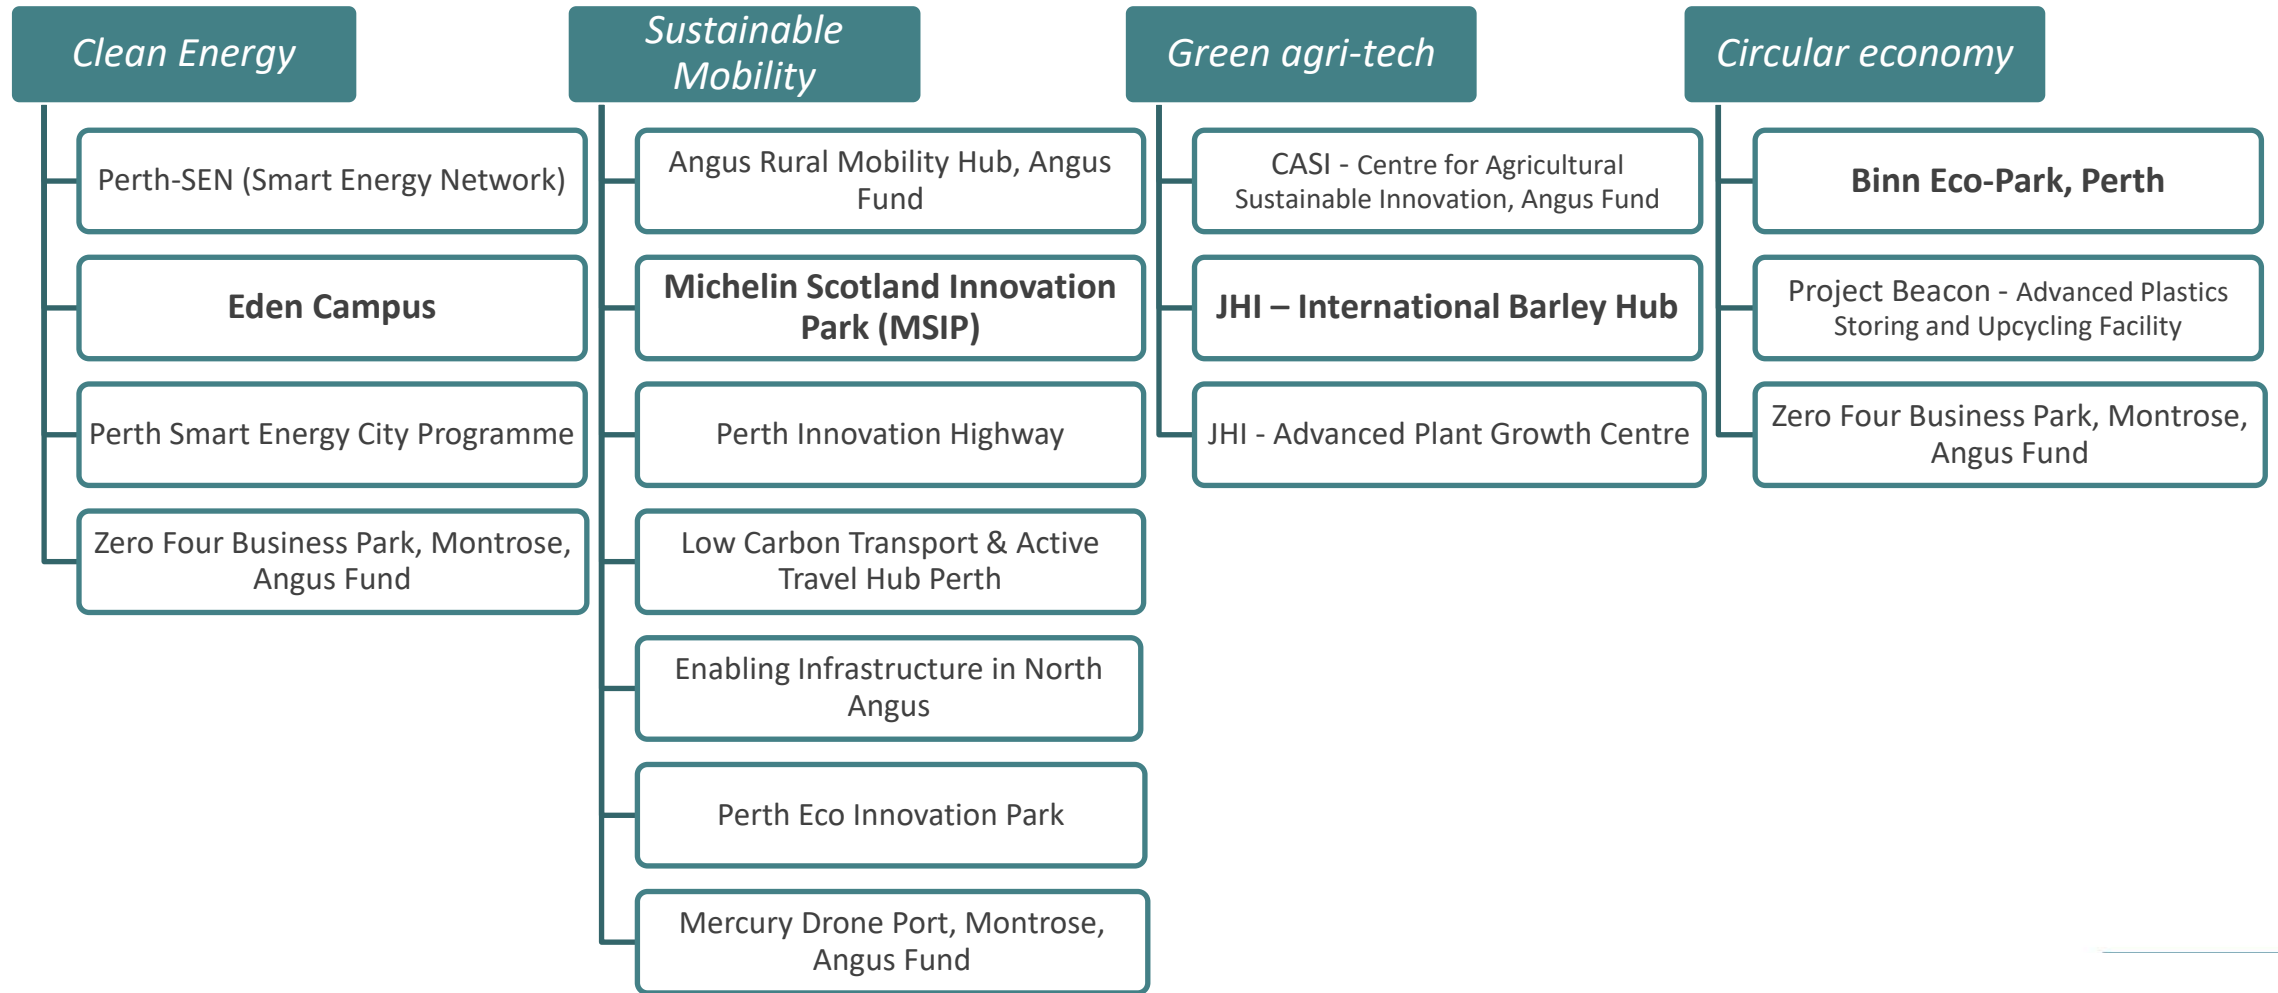 Clean Energy
Perth-SEN (Smart Energy Network)
Eden Campus
Perth Smart Energy City Programme
Zero Four Business Park, Montrose,
Angus Fund
Sustainable
Mobility
Angus Rural Mobility Hub, Angus
Fund
Michelin Scotland Innovation
Park (MSIP)
Perth Innovation Highway
Low Carbon Transport & Active
Travel Hub Perth
Enabling Infrastructure in North
Angus
Perth Eco Innovation Park
Mercury Drone Port, Montrose,
Angus Fund
Green agri-tech
CASI - Centre for Agricultural
Sustainable Innovation, Angus Fund
JHI – International Barley Hub
JHI - Advanced Plant Growth Centre
Circular economy
Binn Eco-Park, Perth
Project Beacon - Advanced Plastics
Storing and Upcycling Facility
Zero Four Business Park, Montrose,
Angus Fund